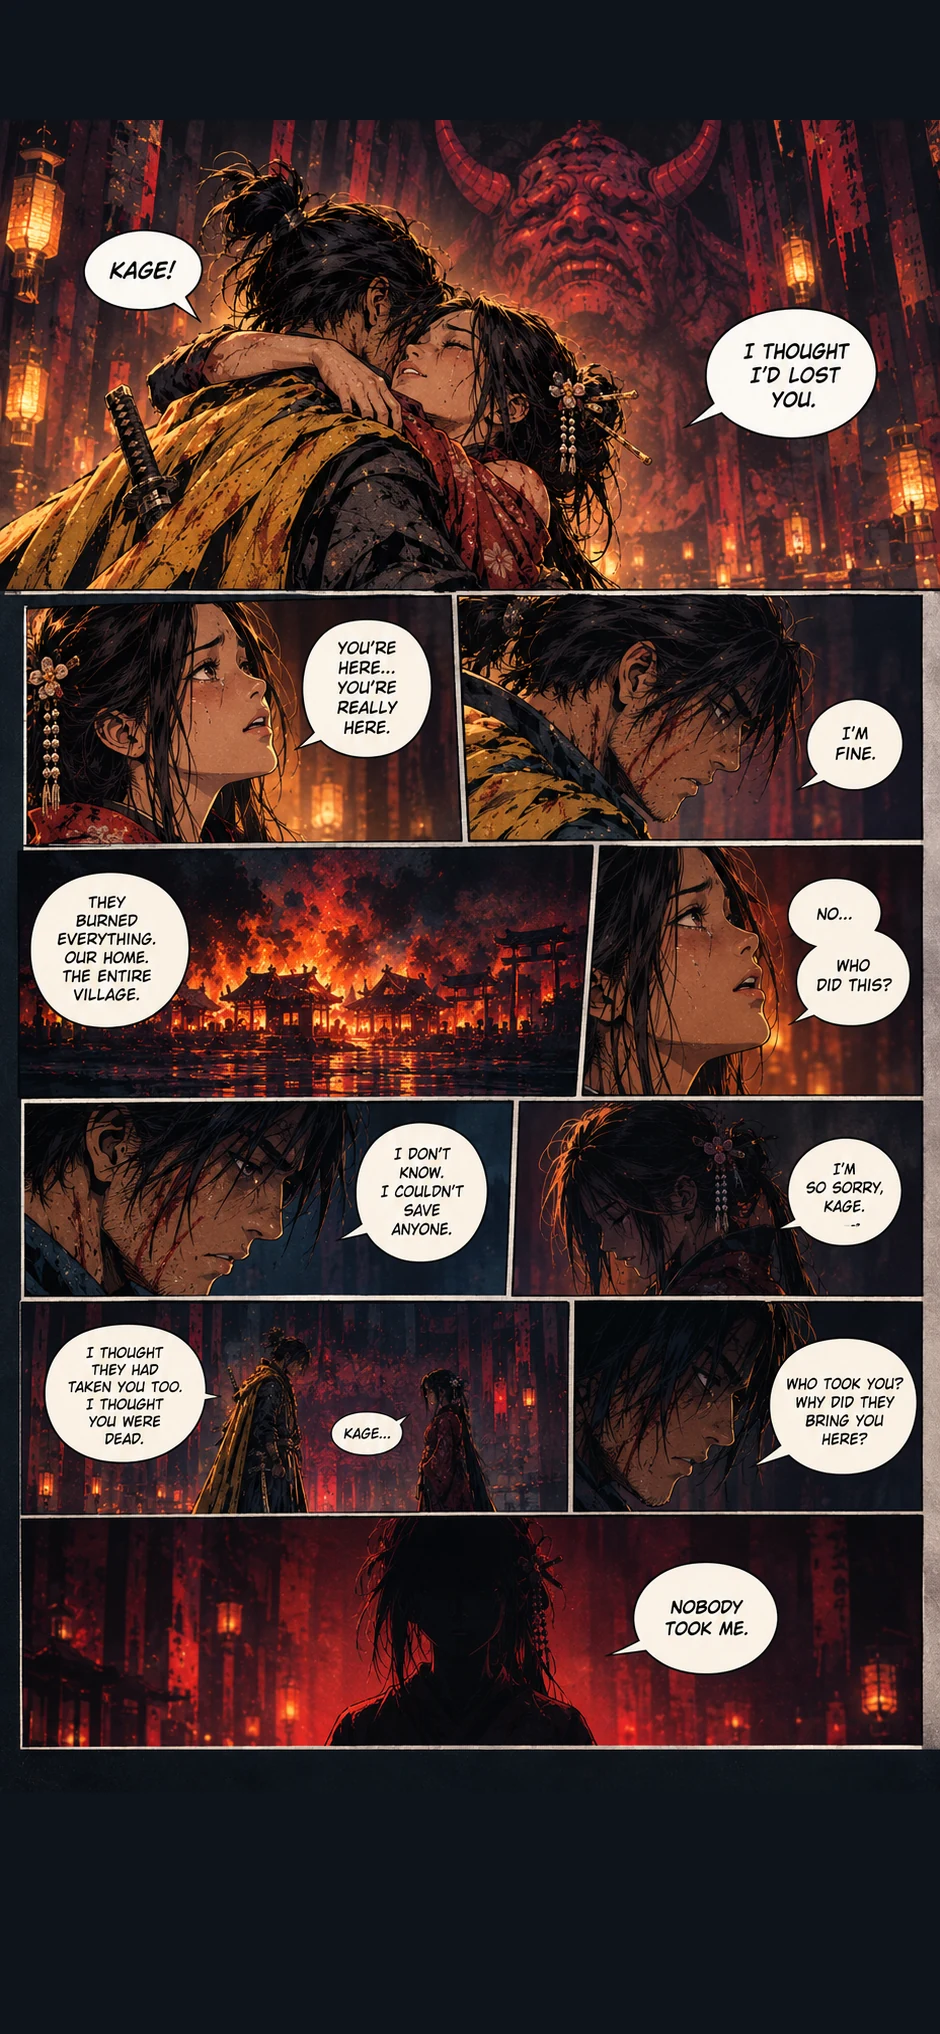 KAGE!
I THOUGHT
I'D LOST
YOU.
YOU'RE
HERE...
YOU'RE
REALLY
HERE.
I'M
FINE.
THEY
BURNED
EVERYTHING.
OUR HOME.
THE ENTIRE
VILLAGE.
NO...
WHO
DID THIS?
I DON'T
KNOW.
I COULDN'T
SAVE
ANYONE.
I'M
SO SORRY,
KAGE.
I THOUGHT
THEY HAD
TAKEN YOU TOO.
I THOUGHT
YOU WERE
DEAD.
KAGE...
WHO TOOK YOU?
WHY DID THEY
BRING YOU
HERE?
NOBODY
TOOK ME.